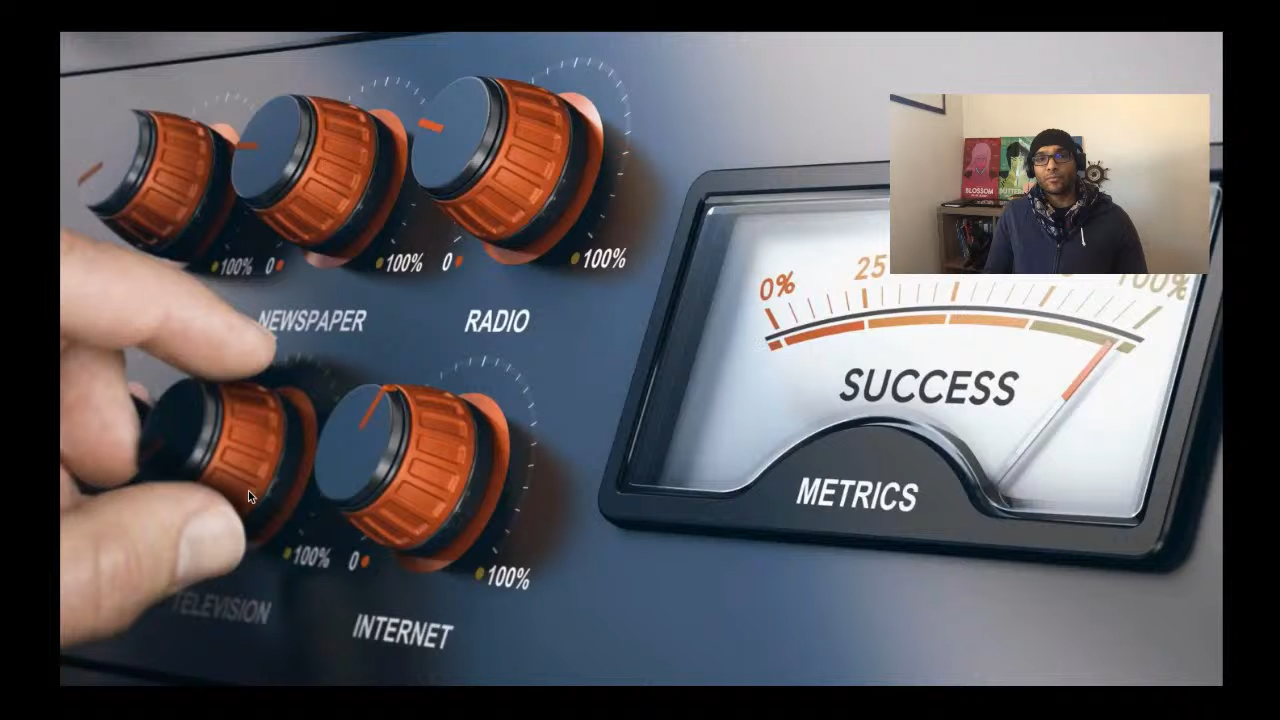 100% 0 100% 0 100%
NEWSPAPER RADIO
0% 25 100%
SUCCESS
METRICS
100% 0 100%
TELEVISION INTERNET
BLOSSOM